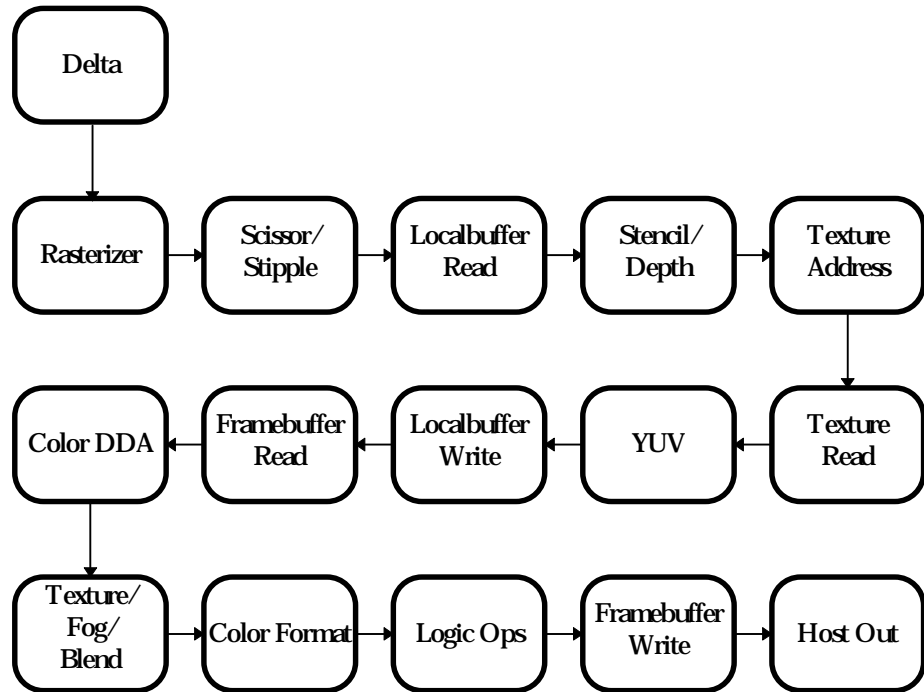 Delta
Rasterizer
Scissor/
Stipple
Localbuffer
Read
Stencil/
Depth
Texture
Address
Color DDA
Framebuffer
Read
Localbuffer
Write
YUV
Texture
Read
Texture/
Fog/
Blend
Color Format
Logic Ops
Framebuffer
Write
Host Out